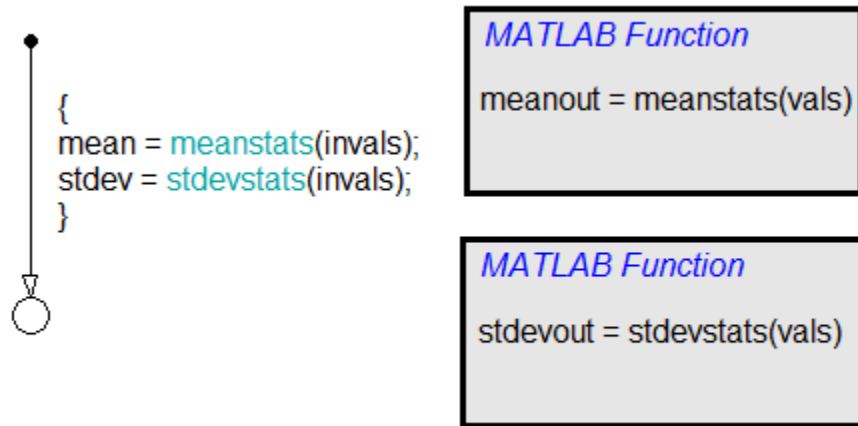 {
mean = meanstats(invals);
stdev = stdevstats(invals);
}
MATLAB Function
meanout = meanstats(vals)
MATLAB Function
stdevout = stdevstats(vals)